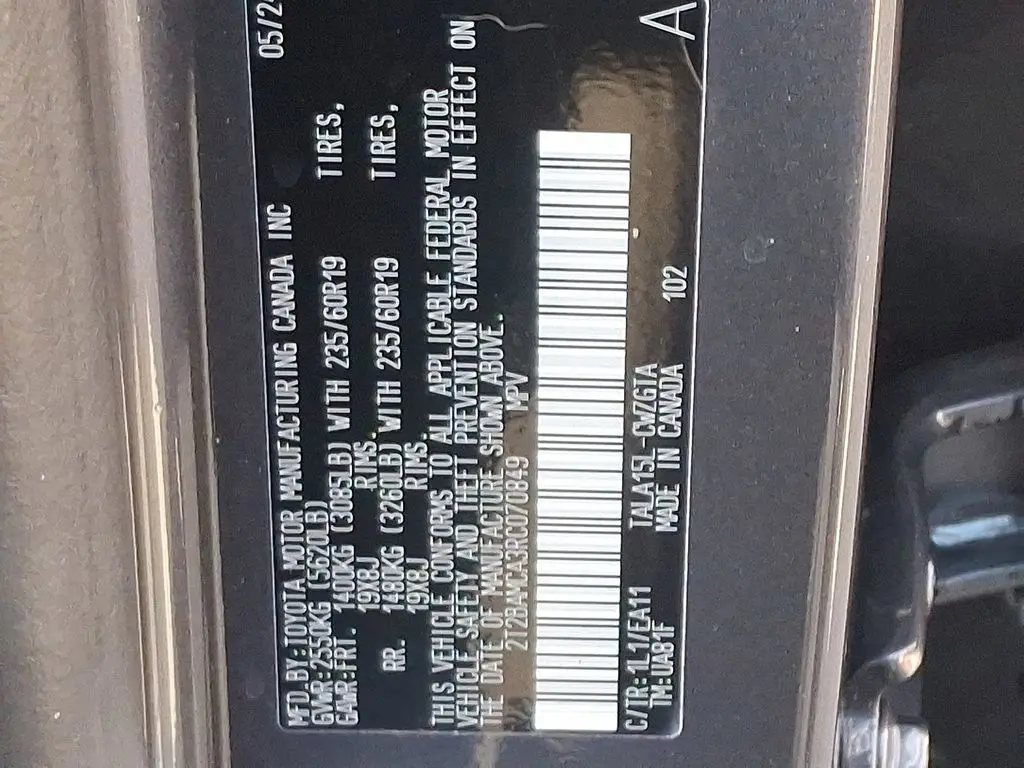 MFD BY:TOYOTA MOTOR MANUFACTURING CANADA INC 05/2
GVWR:2550KG (5620LB)
GAWR:FRT. 1400KG (3085LB) WITH 235/60R19 TIRES,
19X8J RIMS.
RR. 1480KG (3260LB) WITH 235/60R19 TIRES,
19X8J RIMS.
THIS VEHICLE CONFORMS TO ALL APPLICABLE FEDERAL MOTOR
VEHICLE SAFETY AND THEFT PREVENTION STANDARDS IN EFFECT ON
THE DATE OF MANUFACTURE SHOWN ABOVE.
2T2BAMCA3RC070849 MPV
C/TR:1L1/EA11 TALA15L-CWZG1A
TM:UA81F MADE IN CANADA 102
A